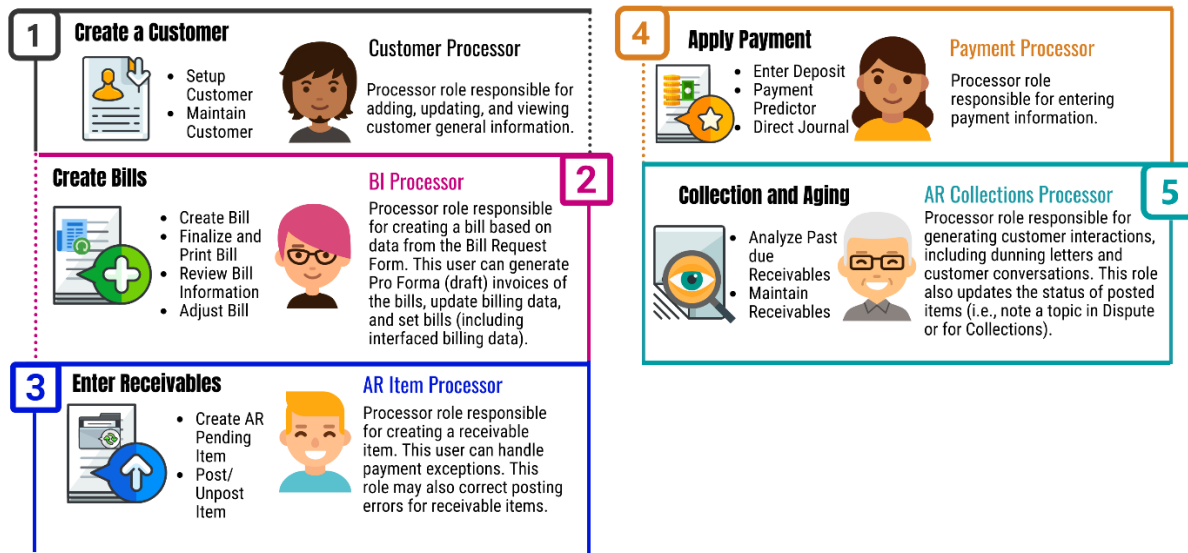 1
Create a Customer
• Setup
Customer
• Maintain
Customer
Customer Processor
Processor role responsible for
adding, updating, and viewing
customer general information.
2
Create Bills
• Create Bill
• Finalize and
Print Bill
• Review Bill
Information
• Adjust Bill
BI Processor
Processor role responsible
for creating a bill based on
data from the Bill Request
Form. This user can generate
Pro Forma (draft) invoices of
the bills, update billing data,
and set bills (including
interfaced billing data).
3
Enter Receivables
• Create AR
Pending
Item
• Post/
Unpost
Item
AR Item Processor
Processor role responsible
for creating a receivable
item. This user can handle
payment exceptions. This
role may also correct posting
errors for receivable items.
4
Apply Payment
• Enter Deposit
• Payment
Predictor
• Direct Journal
Payment Processor
Processor role
responsible for entering
payment information.
5
Collection and Aging
• Analyze Past
due
Receivables
• Maintain
Receivables
AR Collections Processor
Processor role responsible for
generating customer interactions,
including dunning letters and
customer conversations. This role
also updates the status of posted
items (i.e., note a topic in Dispute
or for Collections).